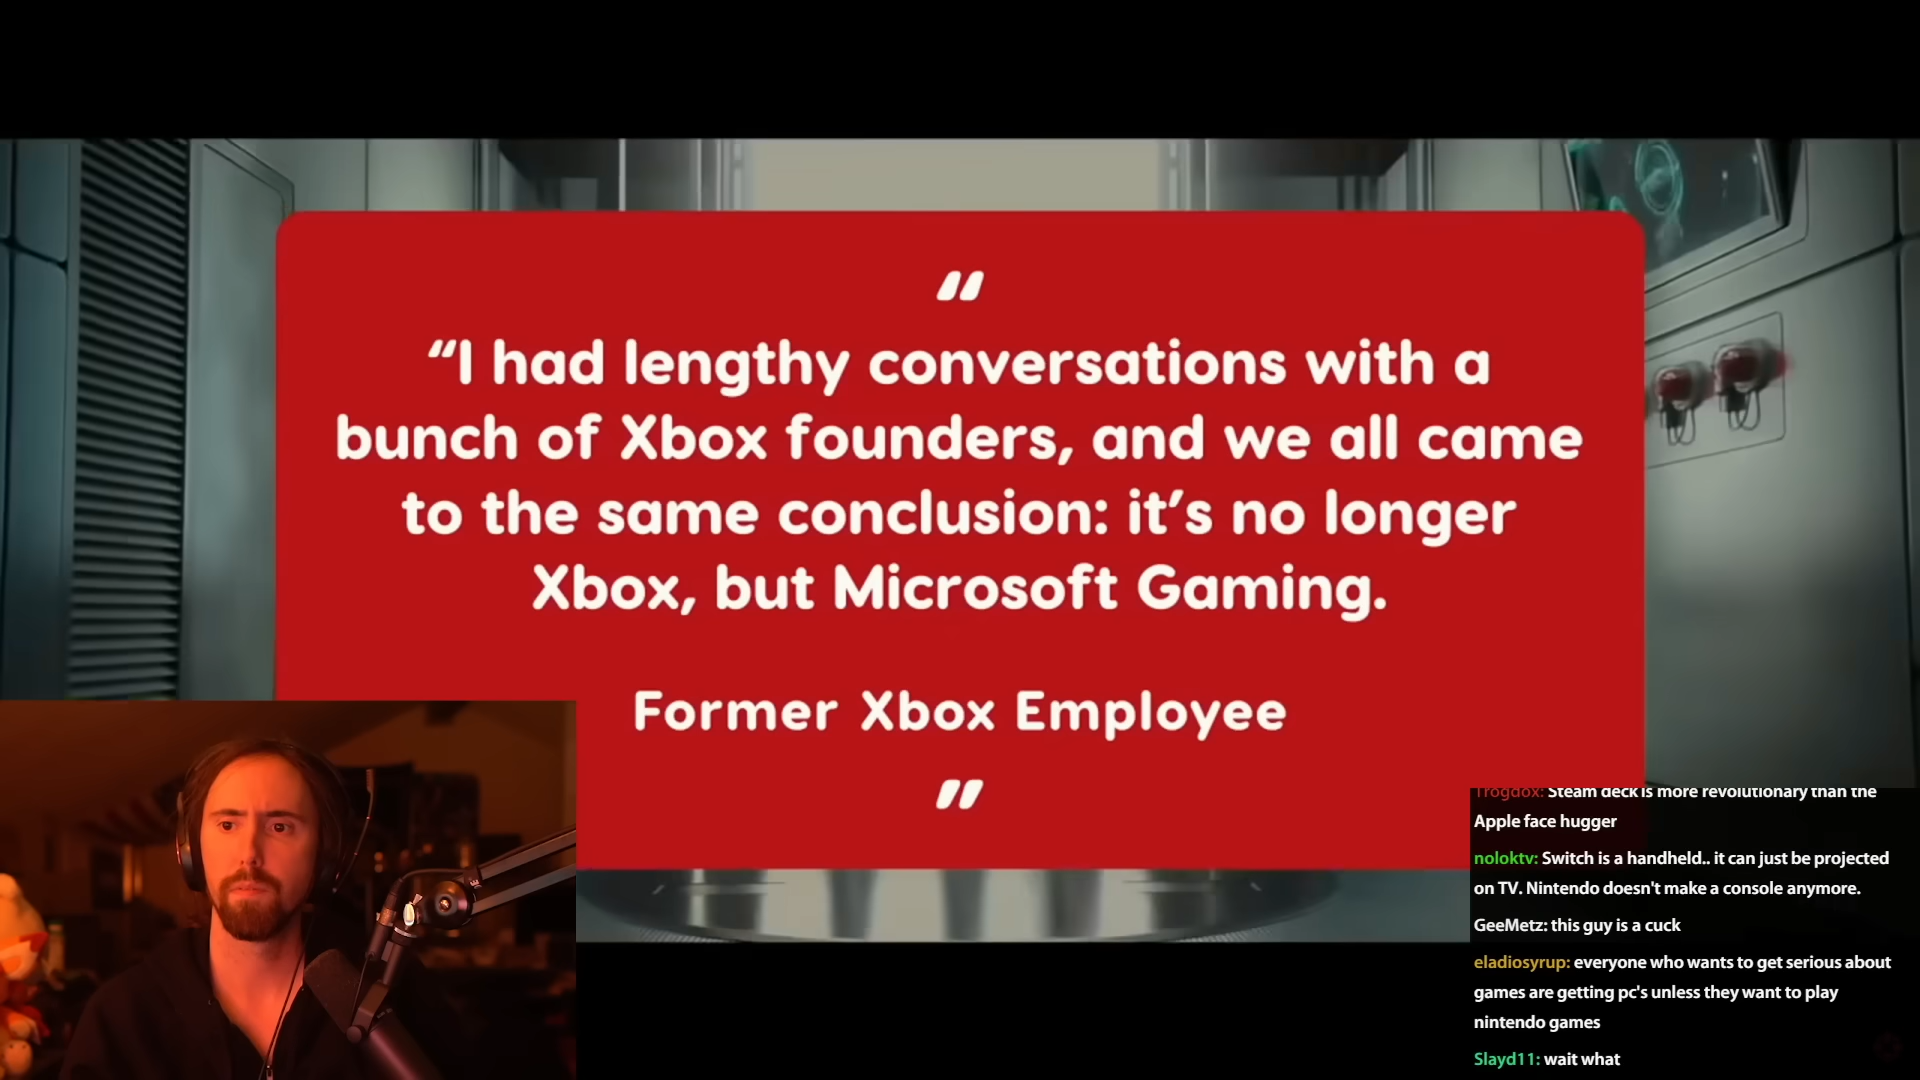 "
“I had lengthy conversations with a
bunch of Xbox founders, and we all came
to the same conclusion: it’s no longer
Xbox, but Microsoft Gaming.
Former Xbox Employee
"
Trogdox: Steam deck is more revolutionary than the
Apple face hugger
noloktv: Switch is a handheld.. it can just be projected
on TV. Nintendo doesn't make a console anymore.
GeeMetz: this guy is a cuck
eladiosyrup: everyone who wants to get serious about
games are getting pc's unless they want to play
nintendo games
Slayd11: wait what